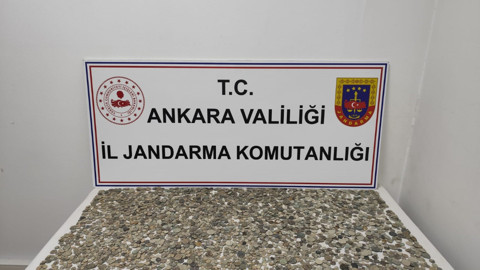 T.C.
ANKARA VALİLİĞİ
İL JANDARMA KOMUTANLIĞI